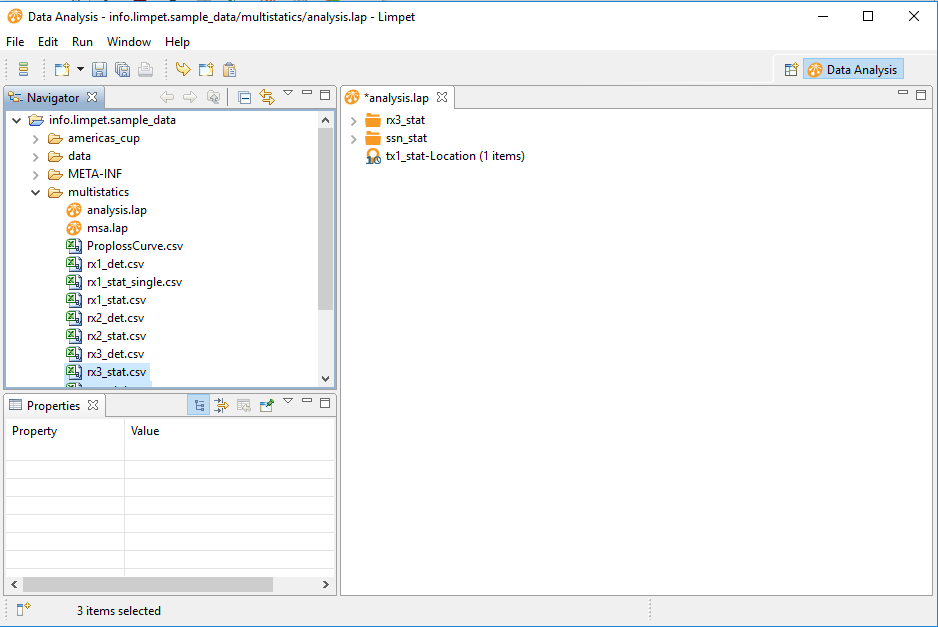 Data Analysis - info.limpet.sample_data/multistatics/analysis.lap - Limpet
File Edit Run Window Help
Data Analysis
Navigator
info.limpet.sample_data
americas_cup
data
META-INF
multistatics
analysis.lap
msa.lap
ProplossCurve.csv
rx1_det.csv
rx1_stat_single.csv
rx1_stat.csv
rx2_det.csv
rx2_stat.csv
rx3_det.csv
rx3_stat.csv
*analysis.lap
rx3_stat
ssn_stat
tx1_stat-Location (1 items)
Properties
Property Value
3 items selected